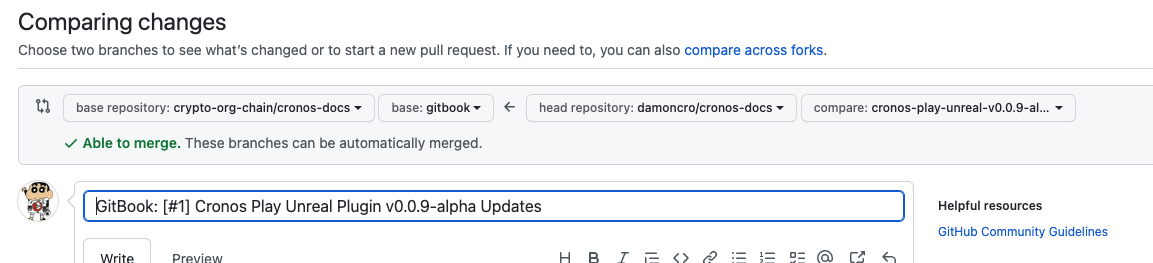 Comparing changes
Choose two branches to see what's changed or to start a new pull request. If you need to, you can also compare across forks.
base repository: crypto-org-chain/cronos-docs base: gitbook head repository: damoncro/cronos-docs compare: cronos-play-unreal-v0.0.9-al...
Able to merge. These branches can be automatically merged.
GitBook: [#1] Cronos Play Unreal Plugin v0.0.9-alpha Updates
Helpful resources
GitHub Community Guidelines
Write Preview H B I